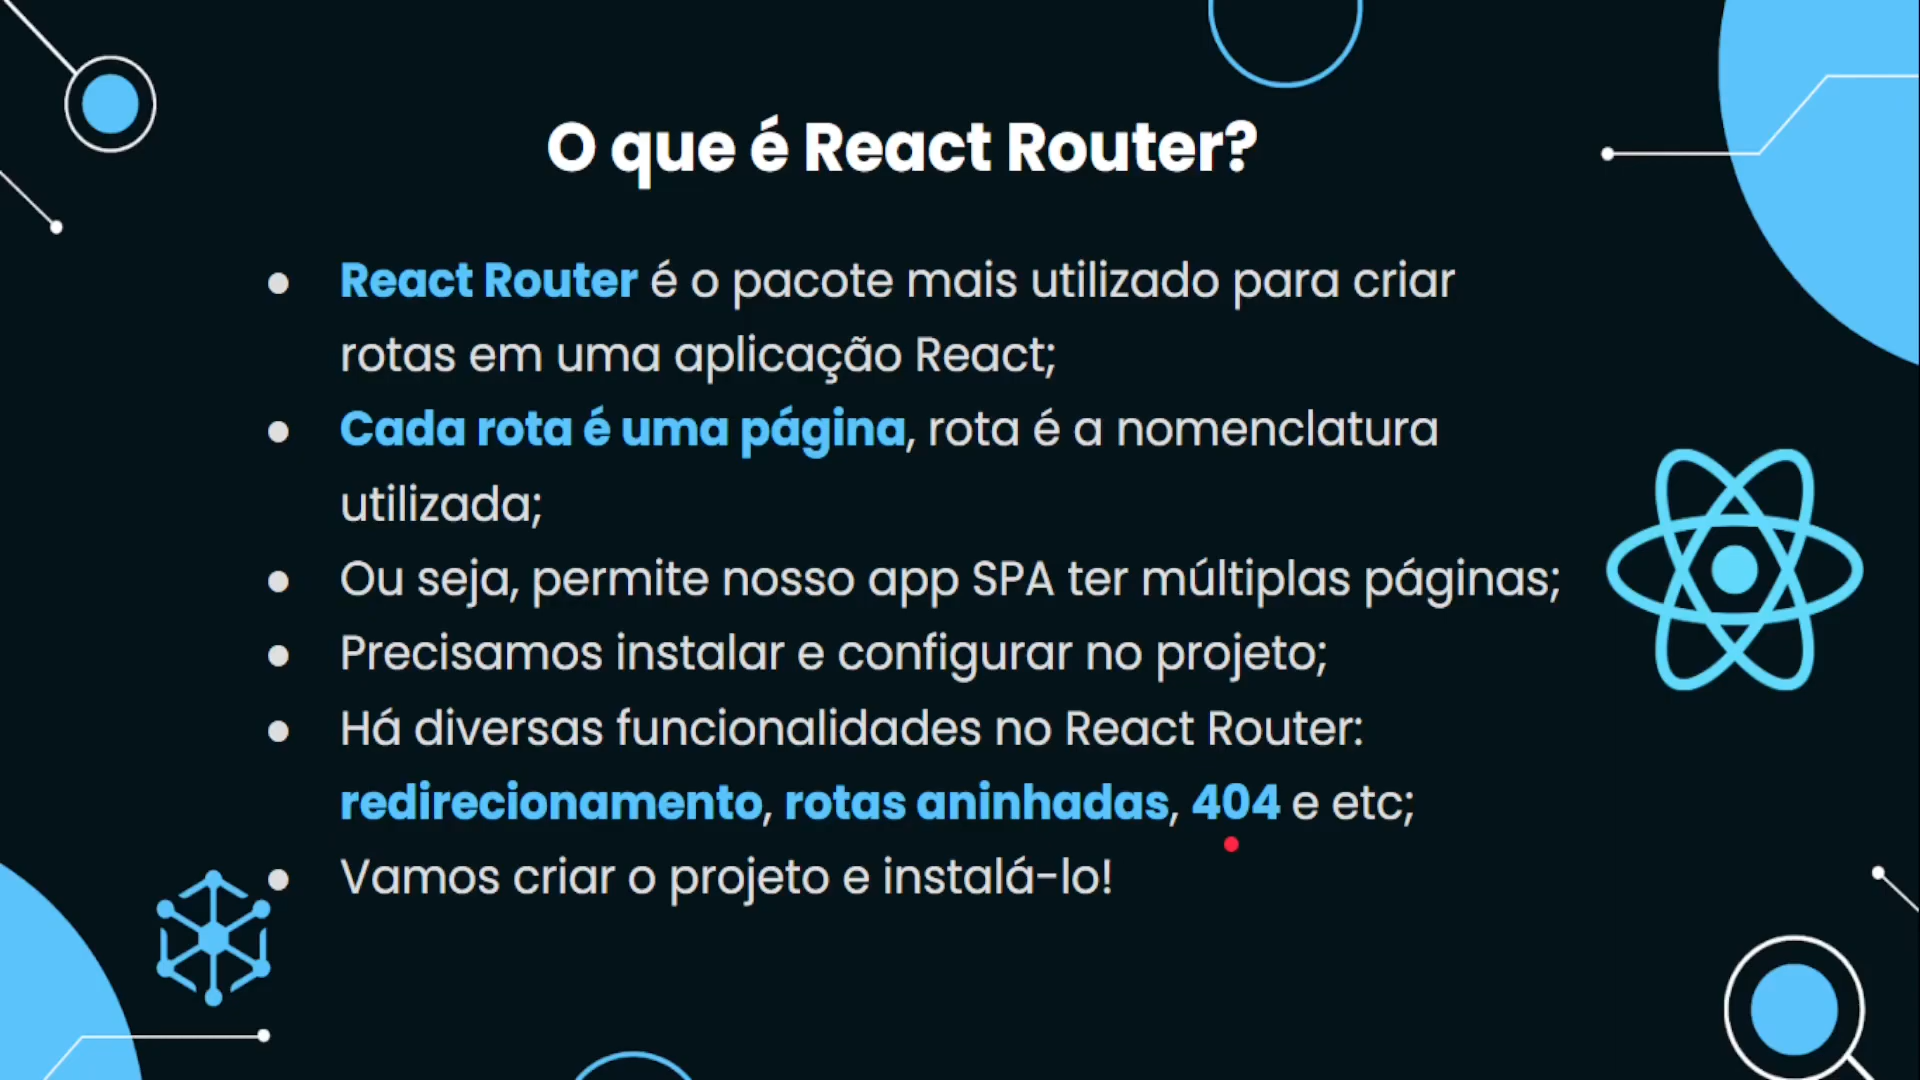 O que é React Router?
● React Router é o pacote mais utilizado para criar
rotas em uma aplicação React;
● Cada rota é uma página, rota é a nomenclatura
utilizada;
● Ou seja, permite nosso app SPA ter múltiplas páginas;
● Precisamos instalar e configurar no projeto;
● Há diversas funcionalidades no React Router:
redirecionamento, rotas aninhadas, 404 e etc;
● Vamos criar o projeto e instalá-lo!